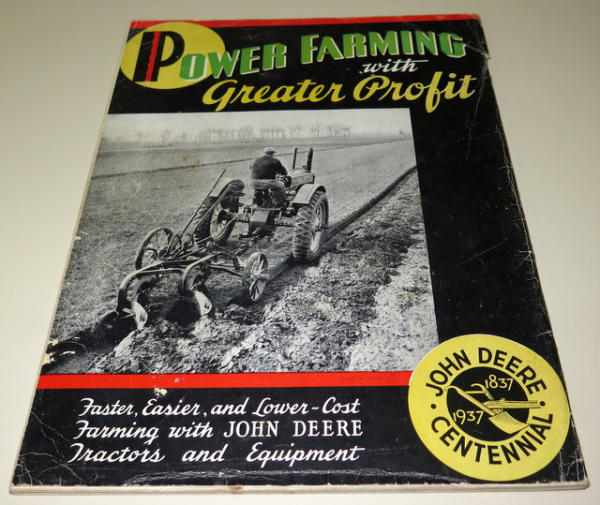 POWER FARMING
with
Greater Profit
Faster, Easier, and Lower-Cost
Farming with JOHN DEERE
Tractors and Equipment
JOHN DEERE
1837
1937
CENTENNIAL